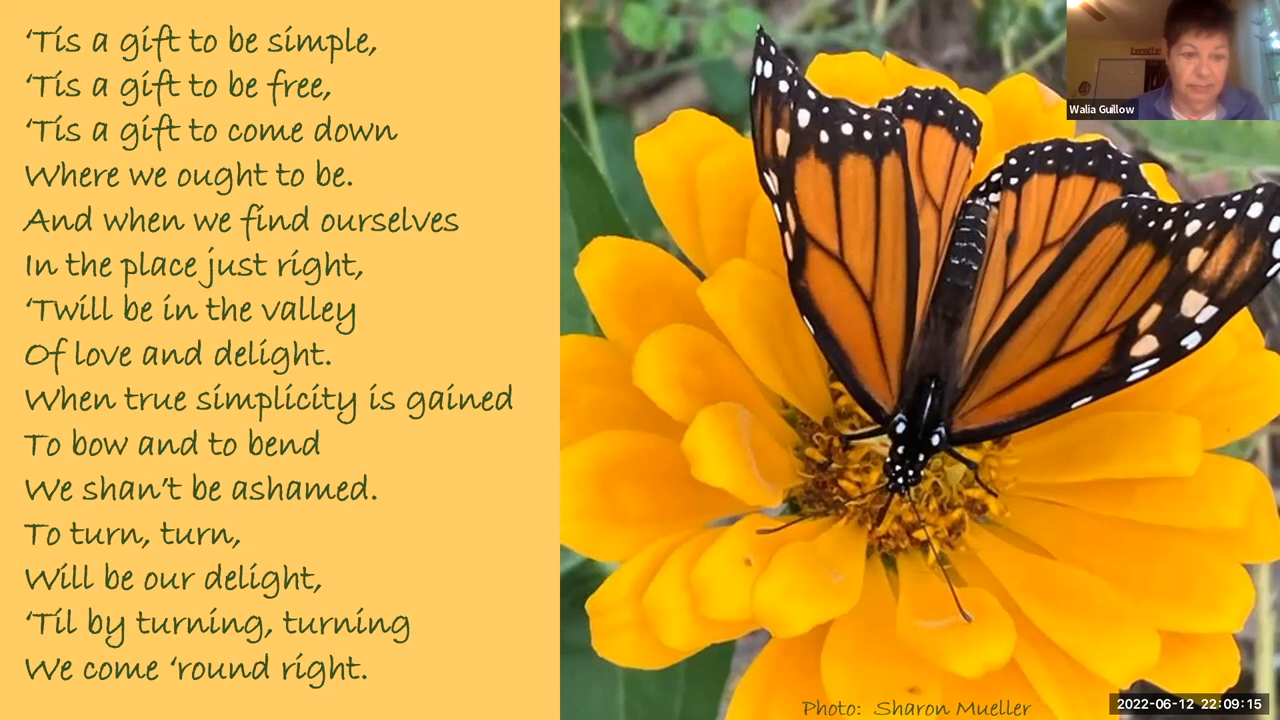 ‘Tis a gift to be simple,
‘Tis a gift to be free,
‘Tis a gift to come down
Where we ought to be.
And when we find ourselves
In the place just right,
‘Twill be in the valley
Of love and delight.
When true simplicity is gained
To bow and to bend
We shan’t be ashamed.
To turn, turn,
Will be our delight,
‘Til by turning, turning
We come ‘round right.
breathe
Walia Guillow
Photo: Sharon Mueller
2022-06-12 22:09:15